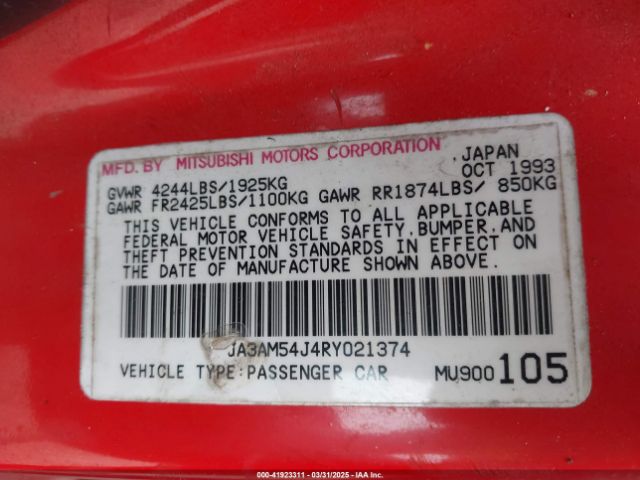 MFD. BY MITSUBISHI MOTORS CORPORATION , JAPAN
GVWR 4244LBS/1925KG OCT 1993
GAWR FR2425LBS/1100KG GAWR RR1874LBS/ 850KG
THIS VEHICLE CONFORMS TO ALL APPLICABLE
FEDERAL MOTOR VEHICLE SAFETY,BUMPER,AND
THEFT PREVENTION STANDARDS IN EFFECT ON
THE DATE OF MANUFACTURE SHOWN ABOVE.
JA3AM54J4RY021374
VEHICLE TYPE:PASSENGER CAR MU900105
000-41923311 - 03/31/2025 - IAA, Inc.